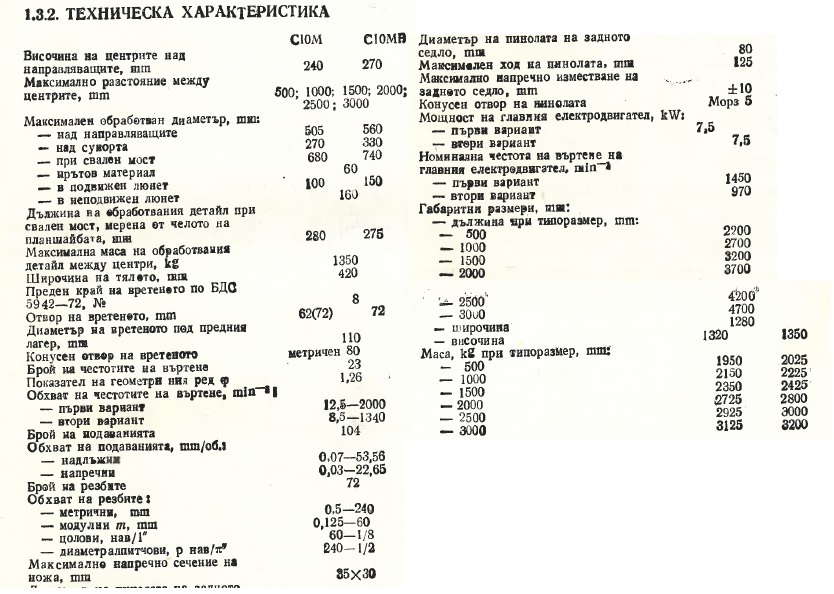 1.3.2. ТЕХНИЧЕСКА ХАРАКТЕРИСТИКА
С10М С10МВ
Височина на центрите над
направляващите, mm 240 270
Максимално разстояние между
центрите, mm 500; 1000; 1500; 2000;
2500; 3000
Максимален обработван диаметър, mm:
— над направляващите 505 560
— над супорта 270 330
— при свален мост 680 740
— прътов материал 60
— в подвижен люнет 100 150
— в неподвижен люнет 160
Дължина на обработвания детайл при
свален мост, мерена от челото на
планшайбата, mm 280 275
Максимална маса на обработвания
детайл между центри, kg 1350
Широчина на тялото, mm 420
Преден край на вретеното по БДС
5942—72, № 8
Отвор на вретеното, mm 62(72) 72
Диаметър на вретеното под предния
лагер, mm 110
Конусен отвор на вретеното метричен 80
Брой на честотите на въртене 23
Показател на геометри ния ред φ 1,26
Обхват на честотите на въртене, min⁻¹
— първи вариант 12,5—2000
— втори вариант 8,5—1340
Брой на подаванията 104
Обхват на подаванията, mm/об.:
— надлъжни 0,07—53,56
— напречни 0,03—22,65
Брой на резбите 72
Обхват на резбите:
— метрични, mm 0,5—240
— модулни m, mm 0,125—60
— цолови, нав/1″ 60—1/8
— диаметралпитчови, p нав/π″ 240—1/2
Максимално напречно сечение на
ножа, mm 35×30
Диаметър на пинолата на задното
седло, mm 80
Максимален ход на пинолата, mm 125
Максимално напречно изместване на
задното седло, mm ±10
Конусен отвор на пинолата Морз 5
Мощност на главния електродвигател, kW:
— първи вариант 7,5
— втори вариант 7,5
Номинална честота на въртене на
главния електродвигател, min⁻¹
— първи вариант 1450
— втори вариант 970
Габаритни размери, mm:
— дължина при типоразмер, mm:
— 500 2200
— 1000 2700
— 1500 3200
— 2000 3700
— 2500 4200
— 3000 4700
— широчина 1280
— височина 1320 1350
Маса, kg при типоразмер, mm:
— 500 1950 2025
— 1000 2150 2225
— 1500 2350 2425
— 2000 2725 2800
— 2500 2925 3000
— 3000 3125 3200